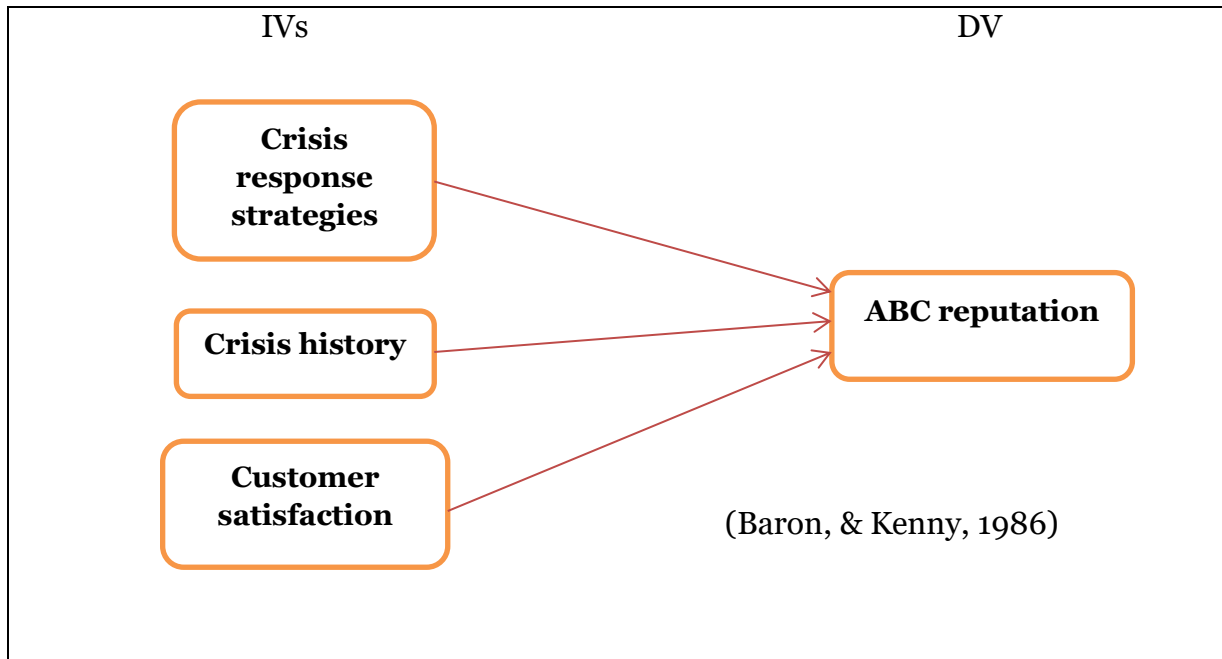 IVs
DV
Crisis
response
strategies
Crisis history
Customer
satisfaction
ABC reputation
(Baron, & Kenny, 1986)